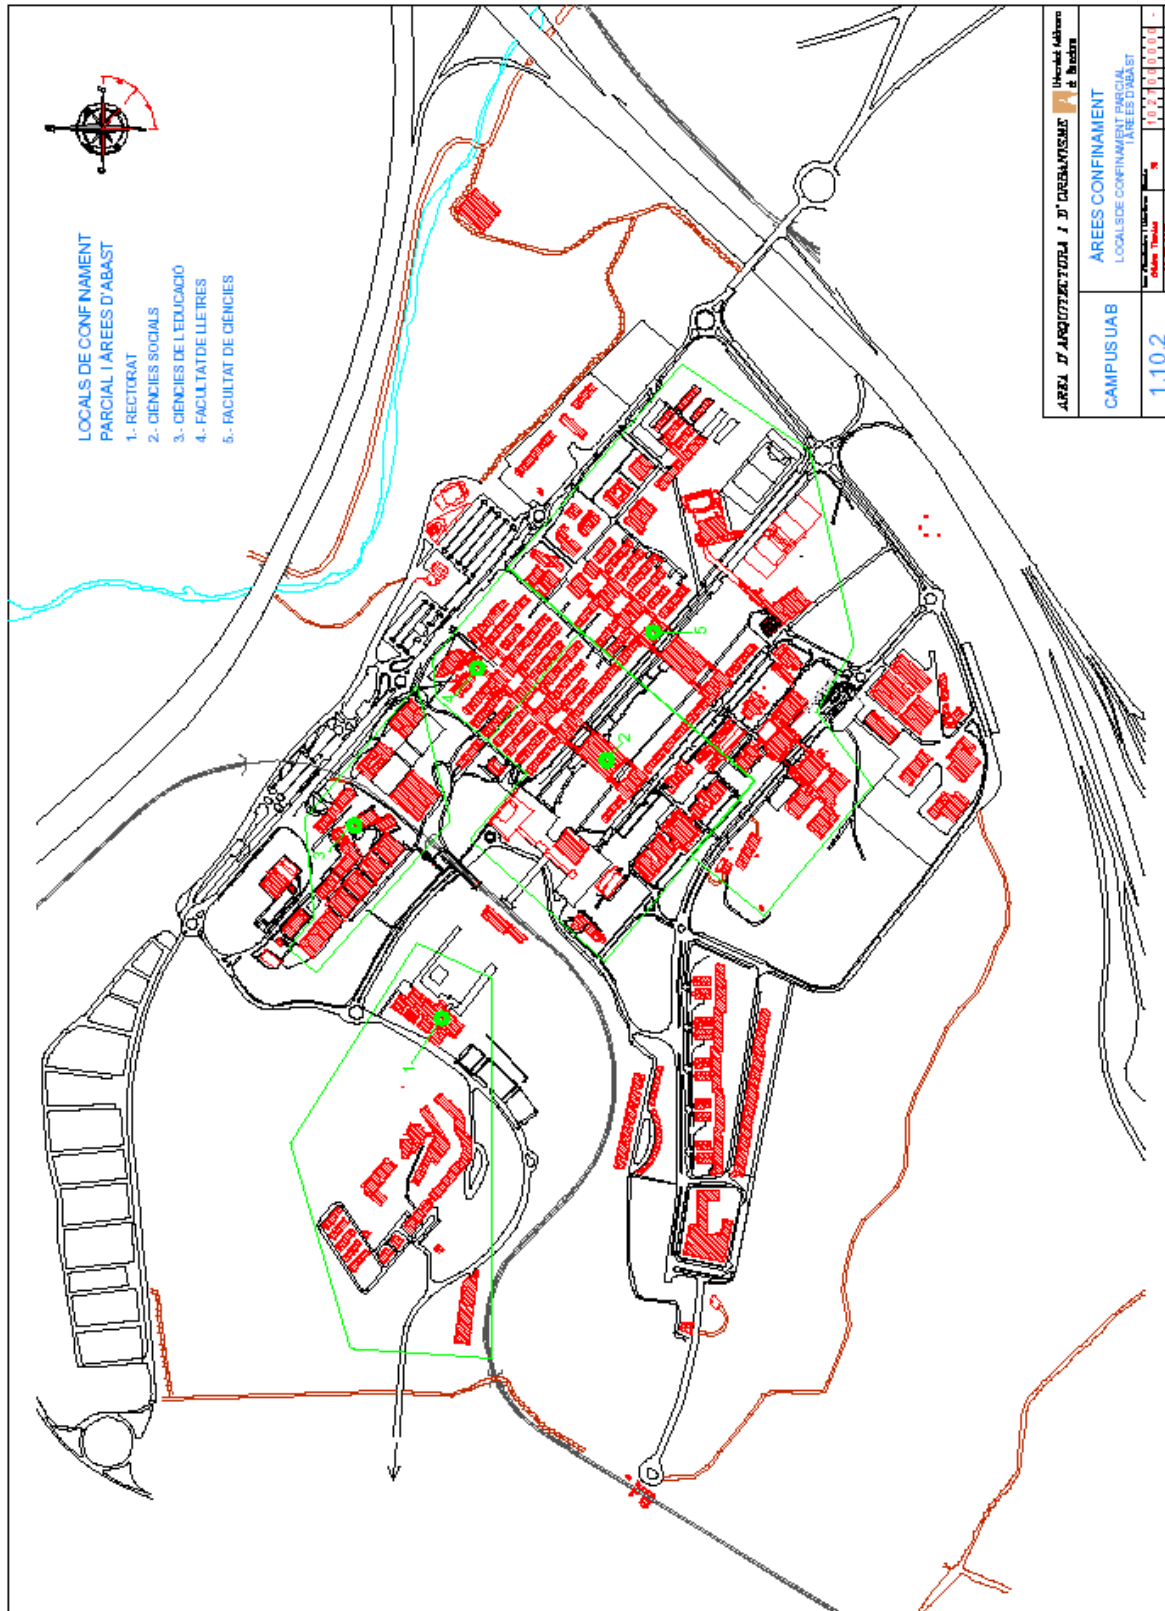 LOCALS DE CONFINAMENT
PARCIAL I ÀREES D'ABAST
1.- RECTORAT
2.- CIÈNCIES SOCIALS
3.- CIÈNCIES DE L'EDUCACIÓ
4.- FACULTAT DE LLETRES
5.- FACULTAT DE CIÈNCIES
1
2
3
4
5
AREA D'ARQUITECTURA I D'URBANISME
Universitat Autònoma
de Barcelona
CAMPUS UAB
ÀREES CONFINAMENT
LOCALS DE CONFINAMENT PARCIAL
I ÀREES D'ABAST
1.10.2